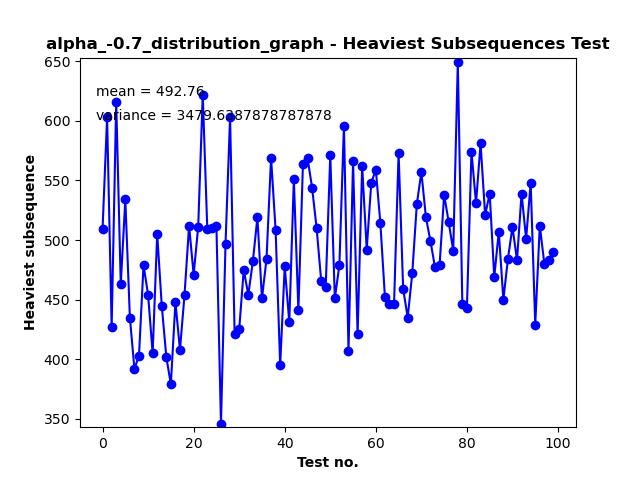 alpha_-0.7_distribution_graph - Heaviest Subsequences Test
mean = 492.76
variance = 3479.6387878787878
650
600
550
500
450
400
350
Heaviest subsequence
0 20 40 60 80 100
Test no.